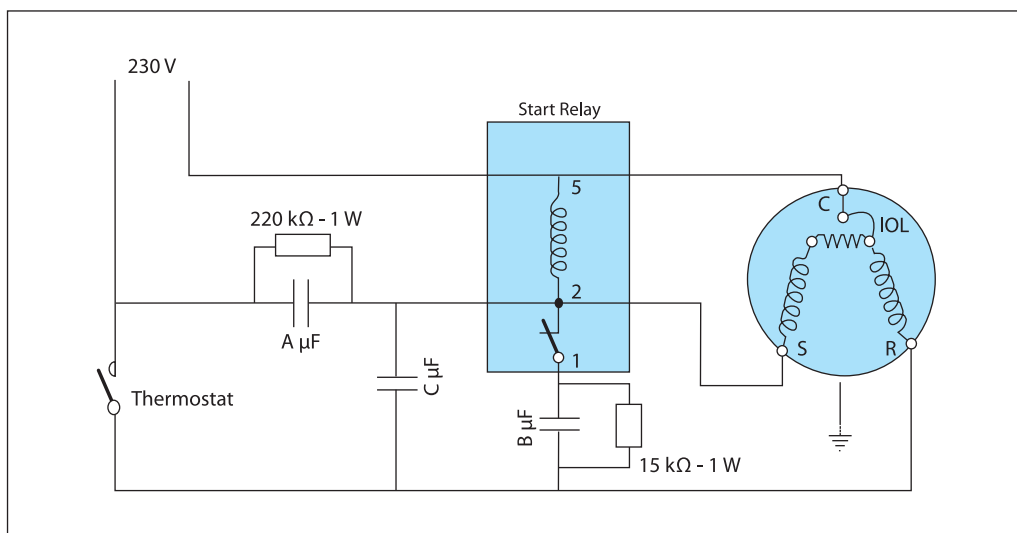 230 V
Start Relay
5
C
IOL
220 kΩ - 1 W
2
A µF
S
R
1
C µF
Thermostat
B µF
15 kΩ - 1 W